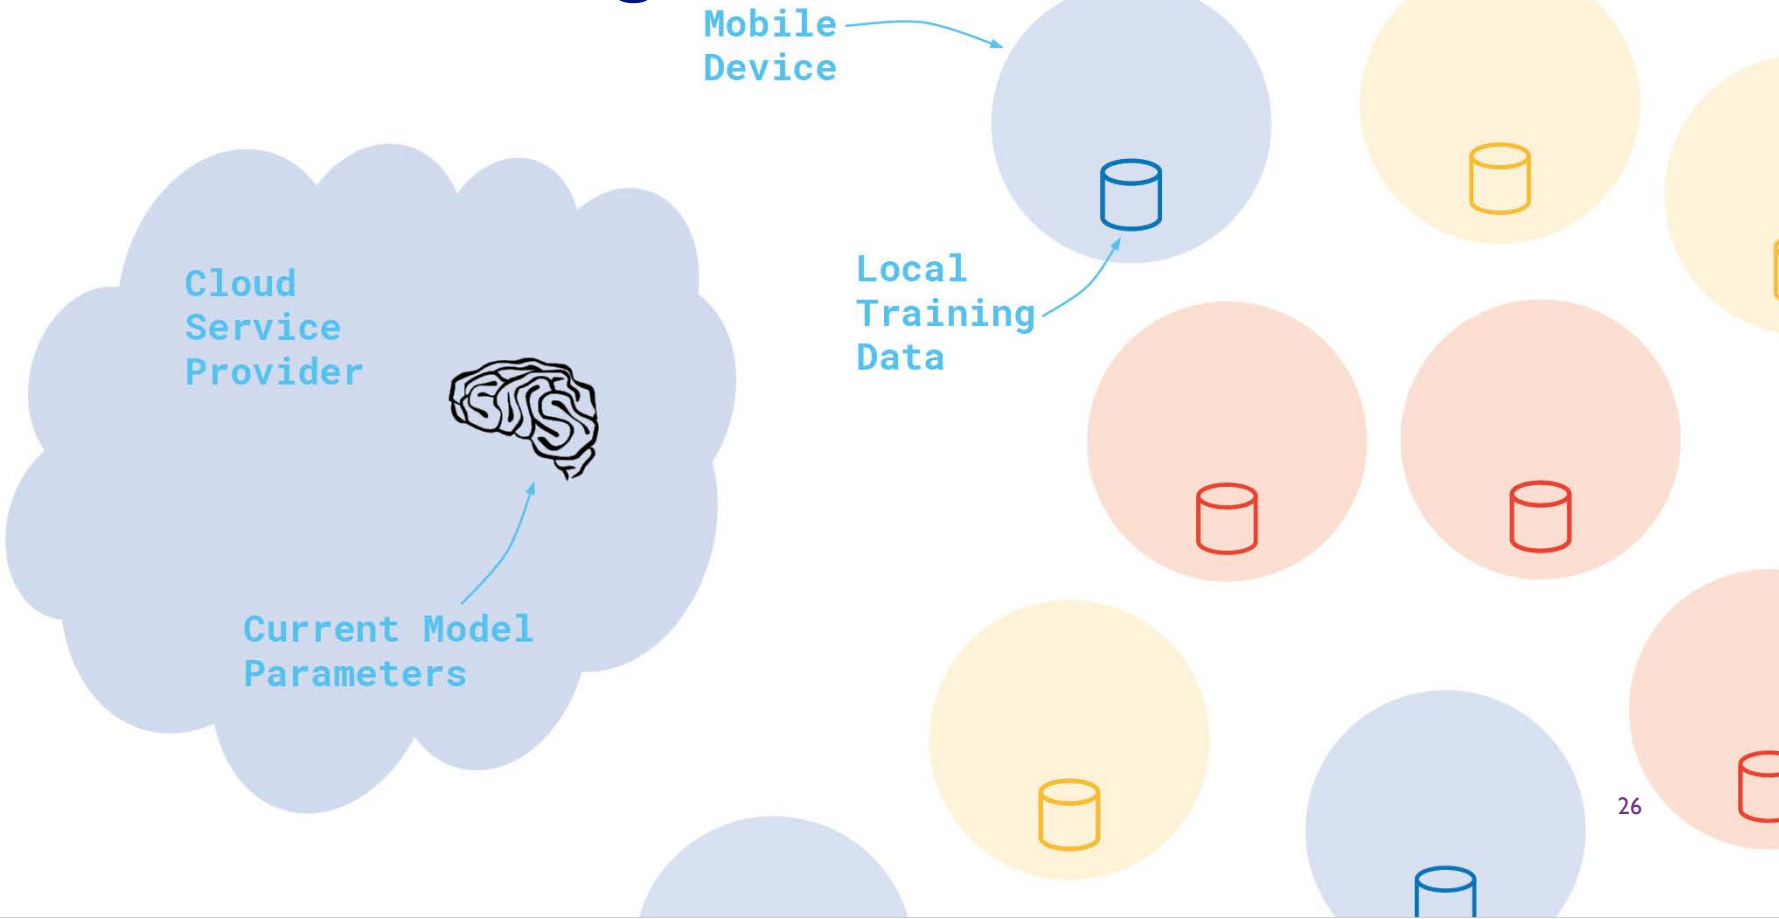 Mobile
Device
Cloud
Service
Provider
Local
Training
Data
Current Model
Parameters
26